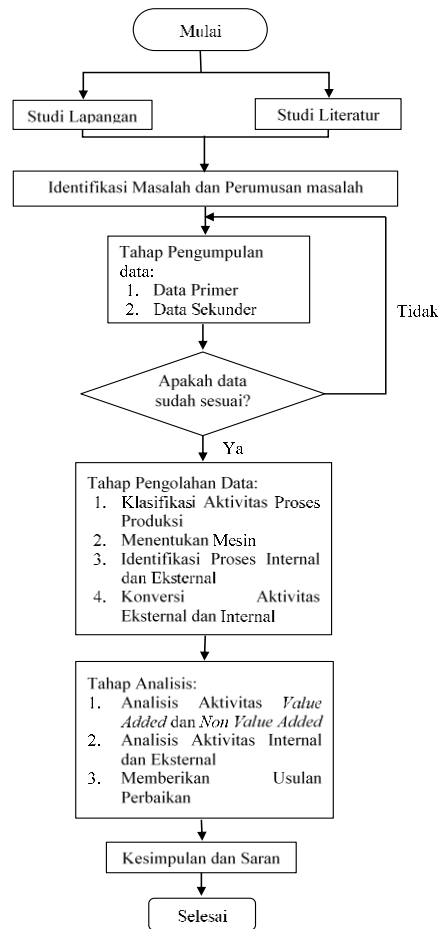 Mulai
Studi Lapangan
Studi Literatur
Identifikasi Masalah dan Perumusan masalah
Tahap Pengumpulan
data:
1. Data Primer
2. Data Sekunder
Tidak
Apakah data
sudah sesuai?
Ya
Tahap Pengolahan Data:
1. Klasifikasi Aktivitas Proses
Produksi
2. Menentukan Mesin
3. Identifikasi Proses Internal
dan Eksternal
4. Konversi Aktivitas
Eksternal dan Internal
Tahap Analisis:
1. Analisis Aktivitas Value
Added dan Non Value Added
2. Analisis Aktivitas Internal
dan Eksternal
3. Memberikan Usulan
Perbaikan
Kesimpulan dan Saran
Selesai